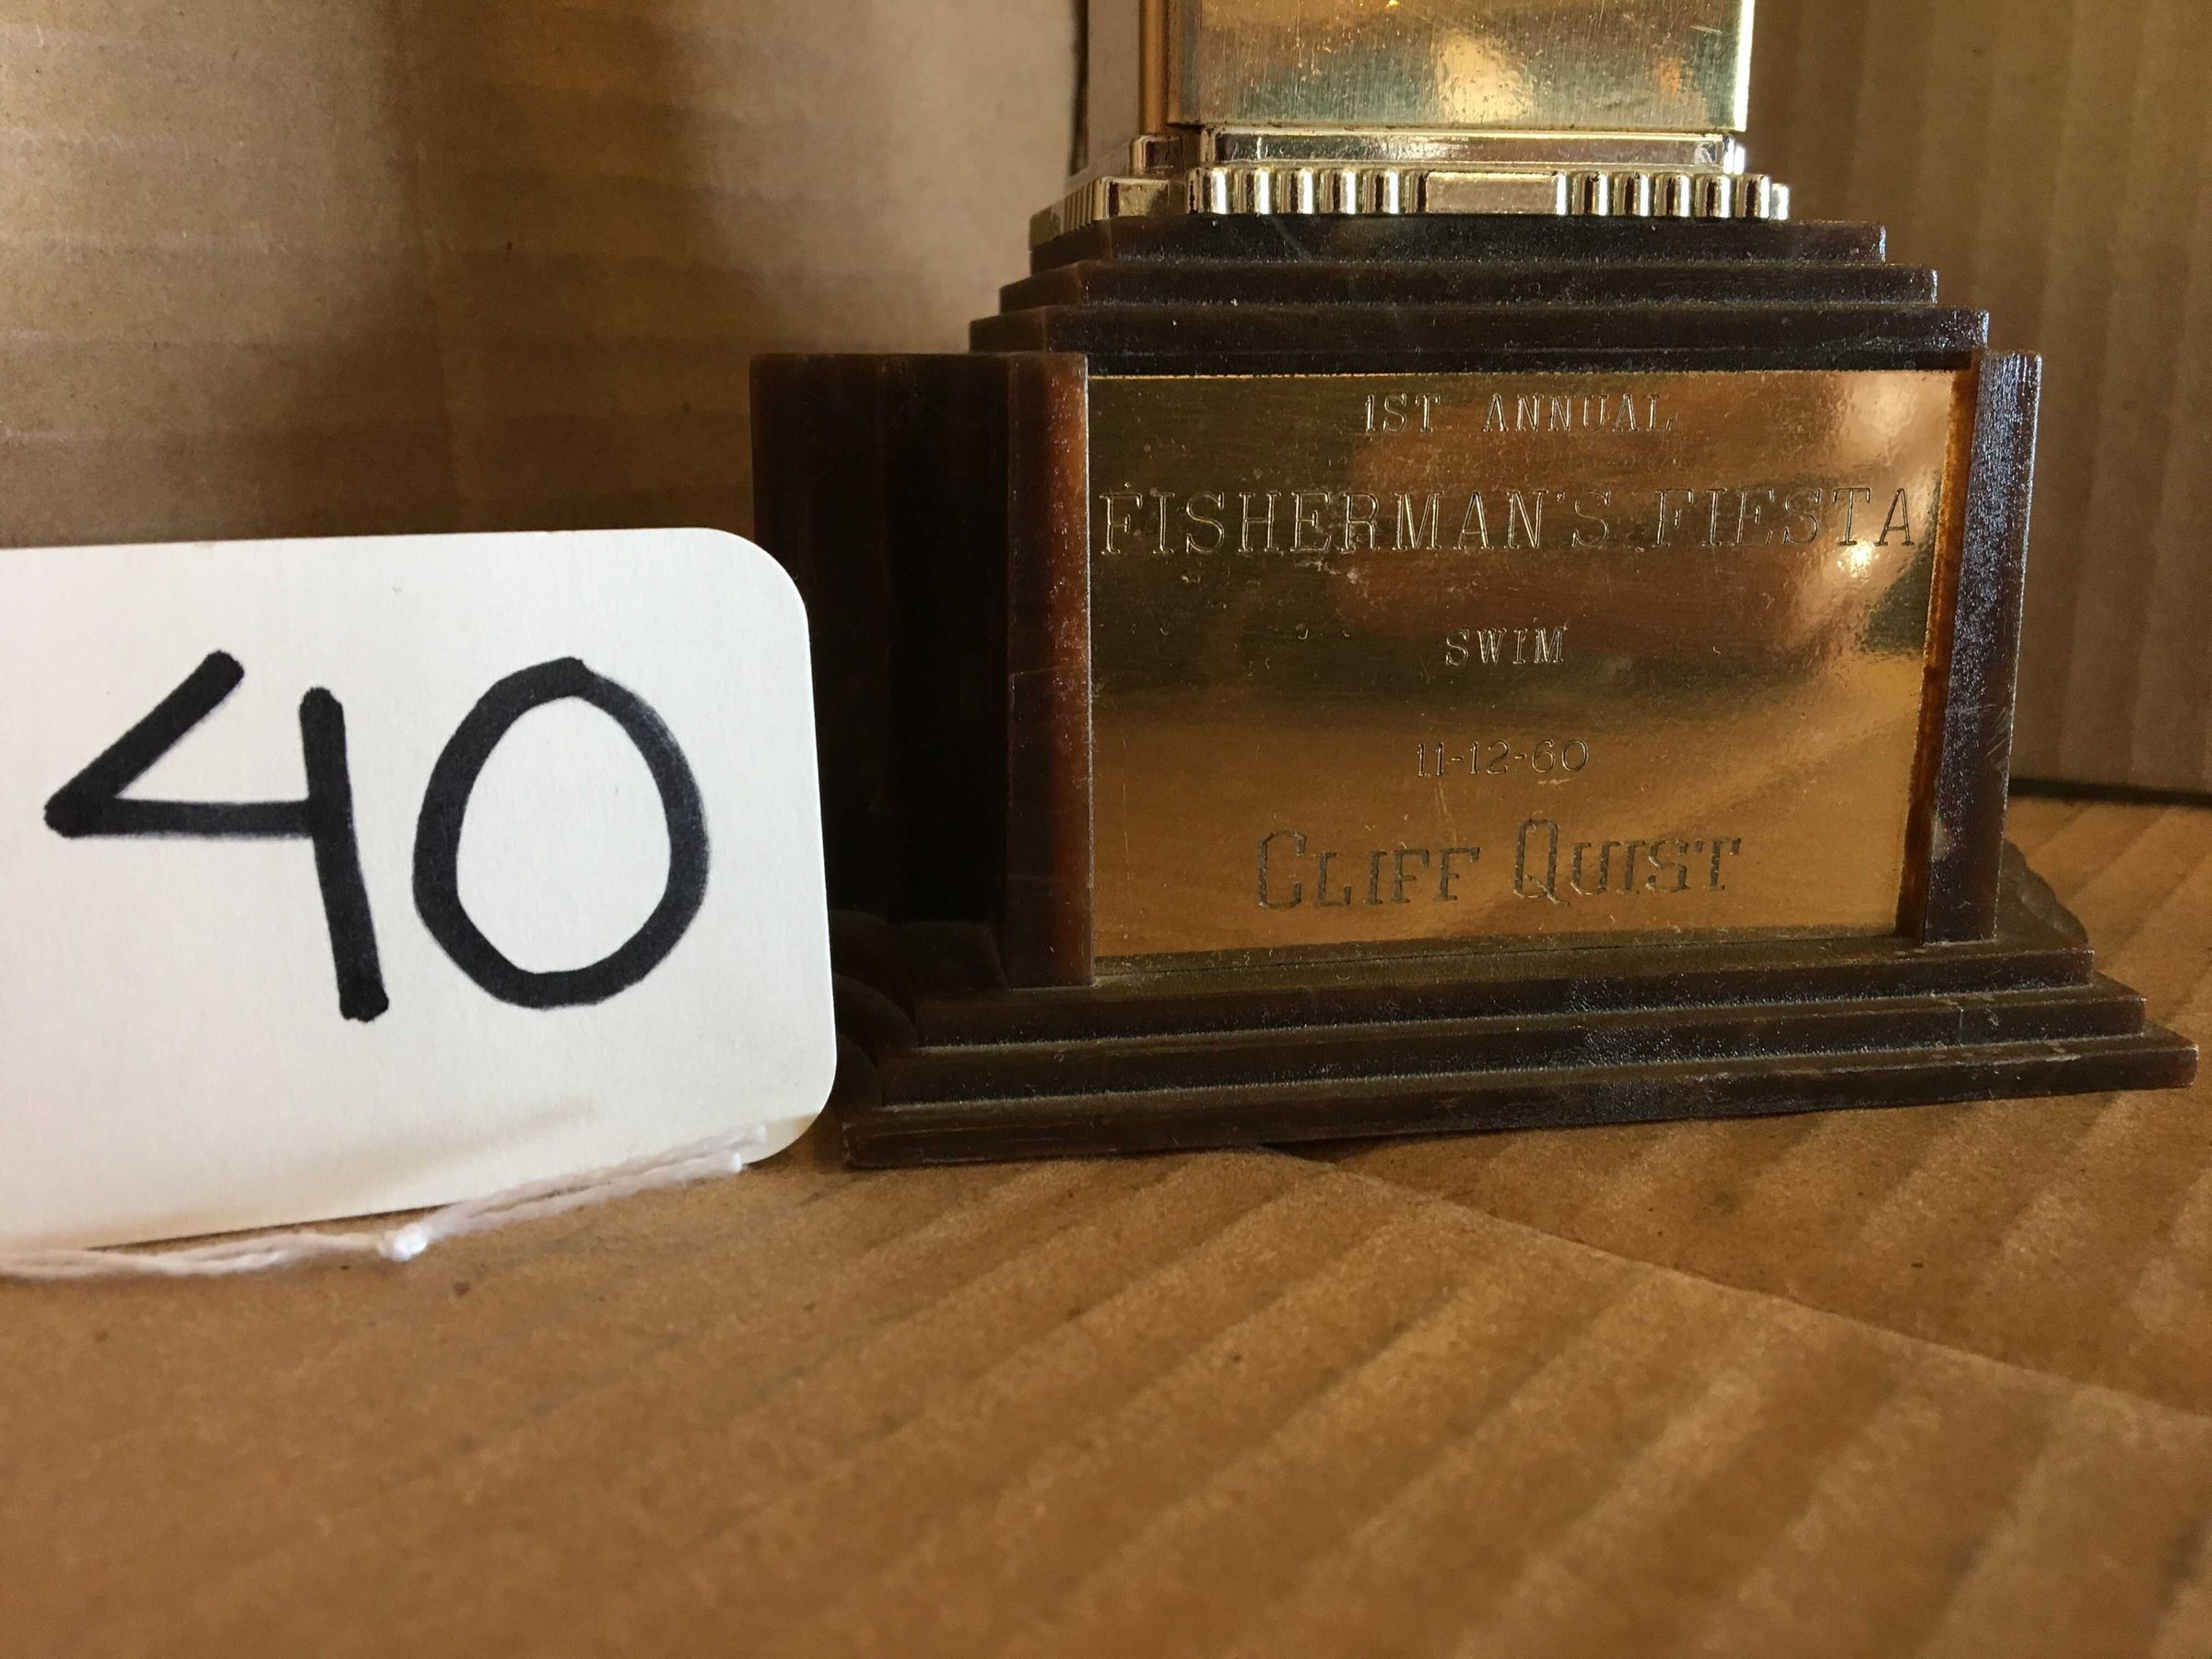 40
1ST ANNUAL
FISHERMAN'S FIESTA
SWIM
11-12-60
CLIFF QUIST